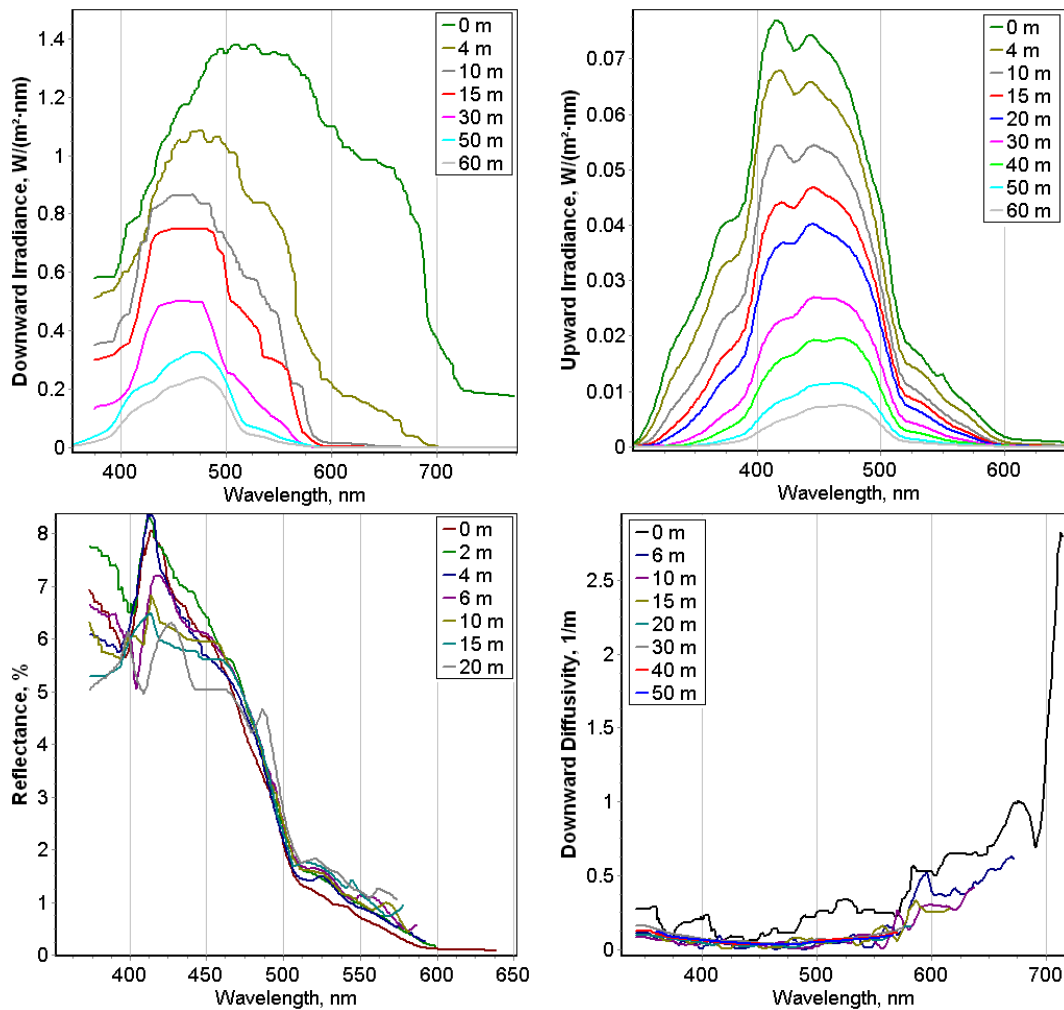 Downward Irradiance, W/(m²·nm)
1.4
1.2
1
0.8
0.6
0.4
0.2
0
400
500
600
700
Wavelength, nm
0 m
4 m
10 m
15 m
30 m
50 m
60 m
Upward Irradiance, W/(m²·nm)
0.07
0.06
0.05
0.04
0.03
0.02
0.01
0
400
500
600
Wavelength, nm
0 m
4 m
10 m
15 m
20 m
30 m
40 m
50 m
60 m
Reflectance, %
8
7
6
5
4
3
2
1
0
400
450
500
550
600
650
Wavelength, nm
0 m
2 m
4 m
6 m
10 m
15 m
20 m
Downward Diffusivity, 1/m
2.5
2
1.5
1
0.5
0
400
500
600
700
Wavelength, nm
0 m
6 m
10 m
15 m
20 m
30 m
40 m
50 m